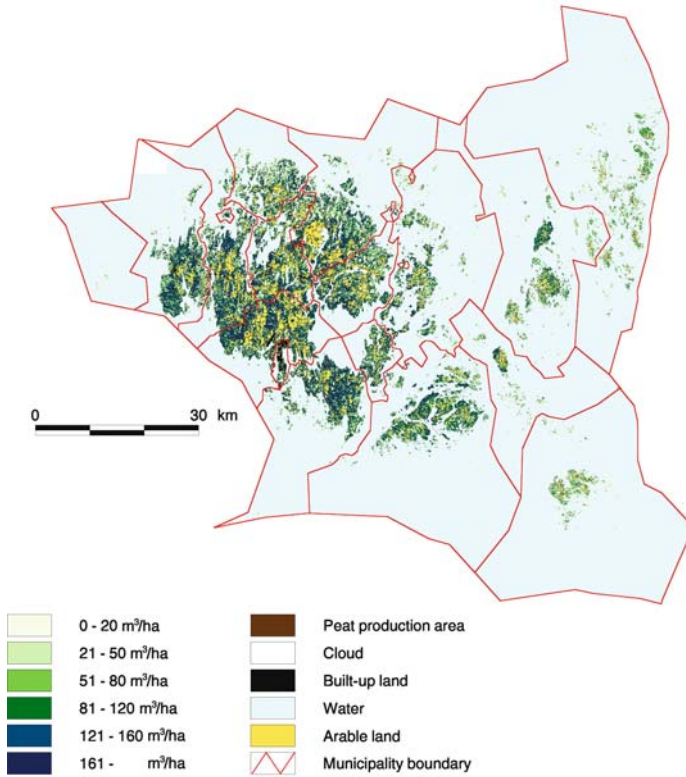 0 30 km
0 - 20 m³/ha
21 - 50 m³/ha
51 - 80 m³/ha
81 - 120 m³/ha
121 - 160 m³/ha
161 - m³/ha
Peat production area
Cloud
Built-up land
Water
Arable land
Municipality boundary